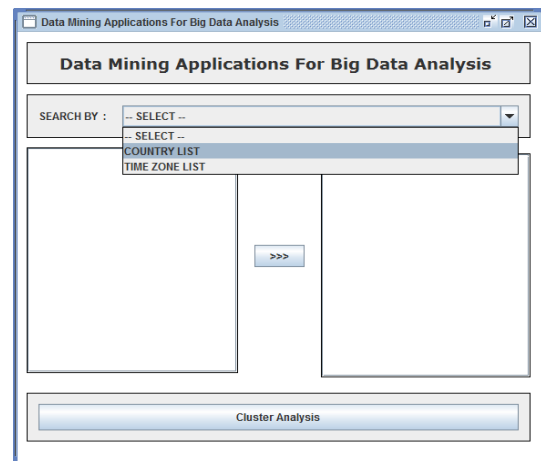 Data Mining Applications For Big Data Analysis
Data Mining Applications For Big Data Analysis
SEARCH BY : -- SELECT --
-- SELECT --
COUNTRY LIST
TIME ZONE LIST
>>>
Cluster Analysis